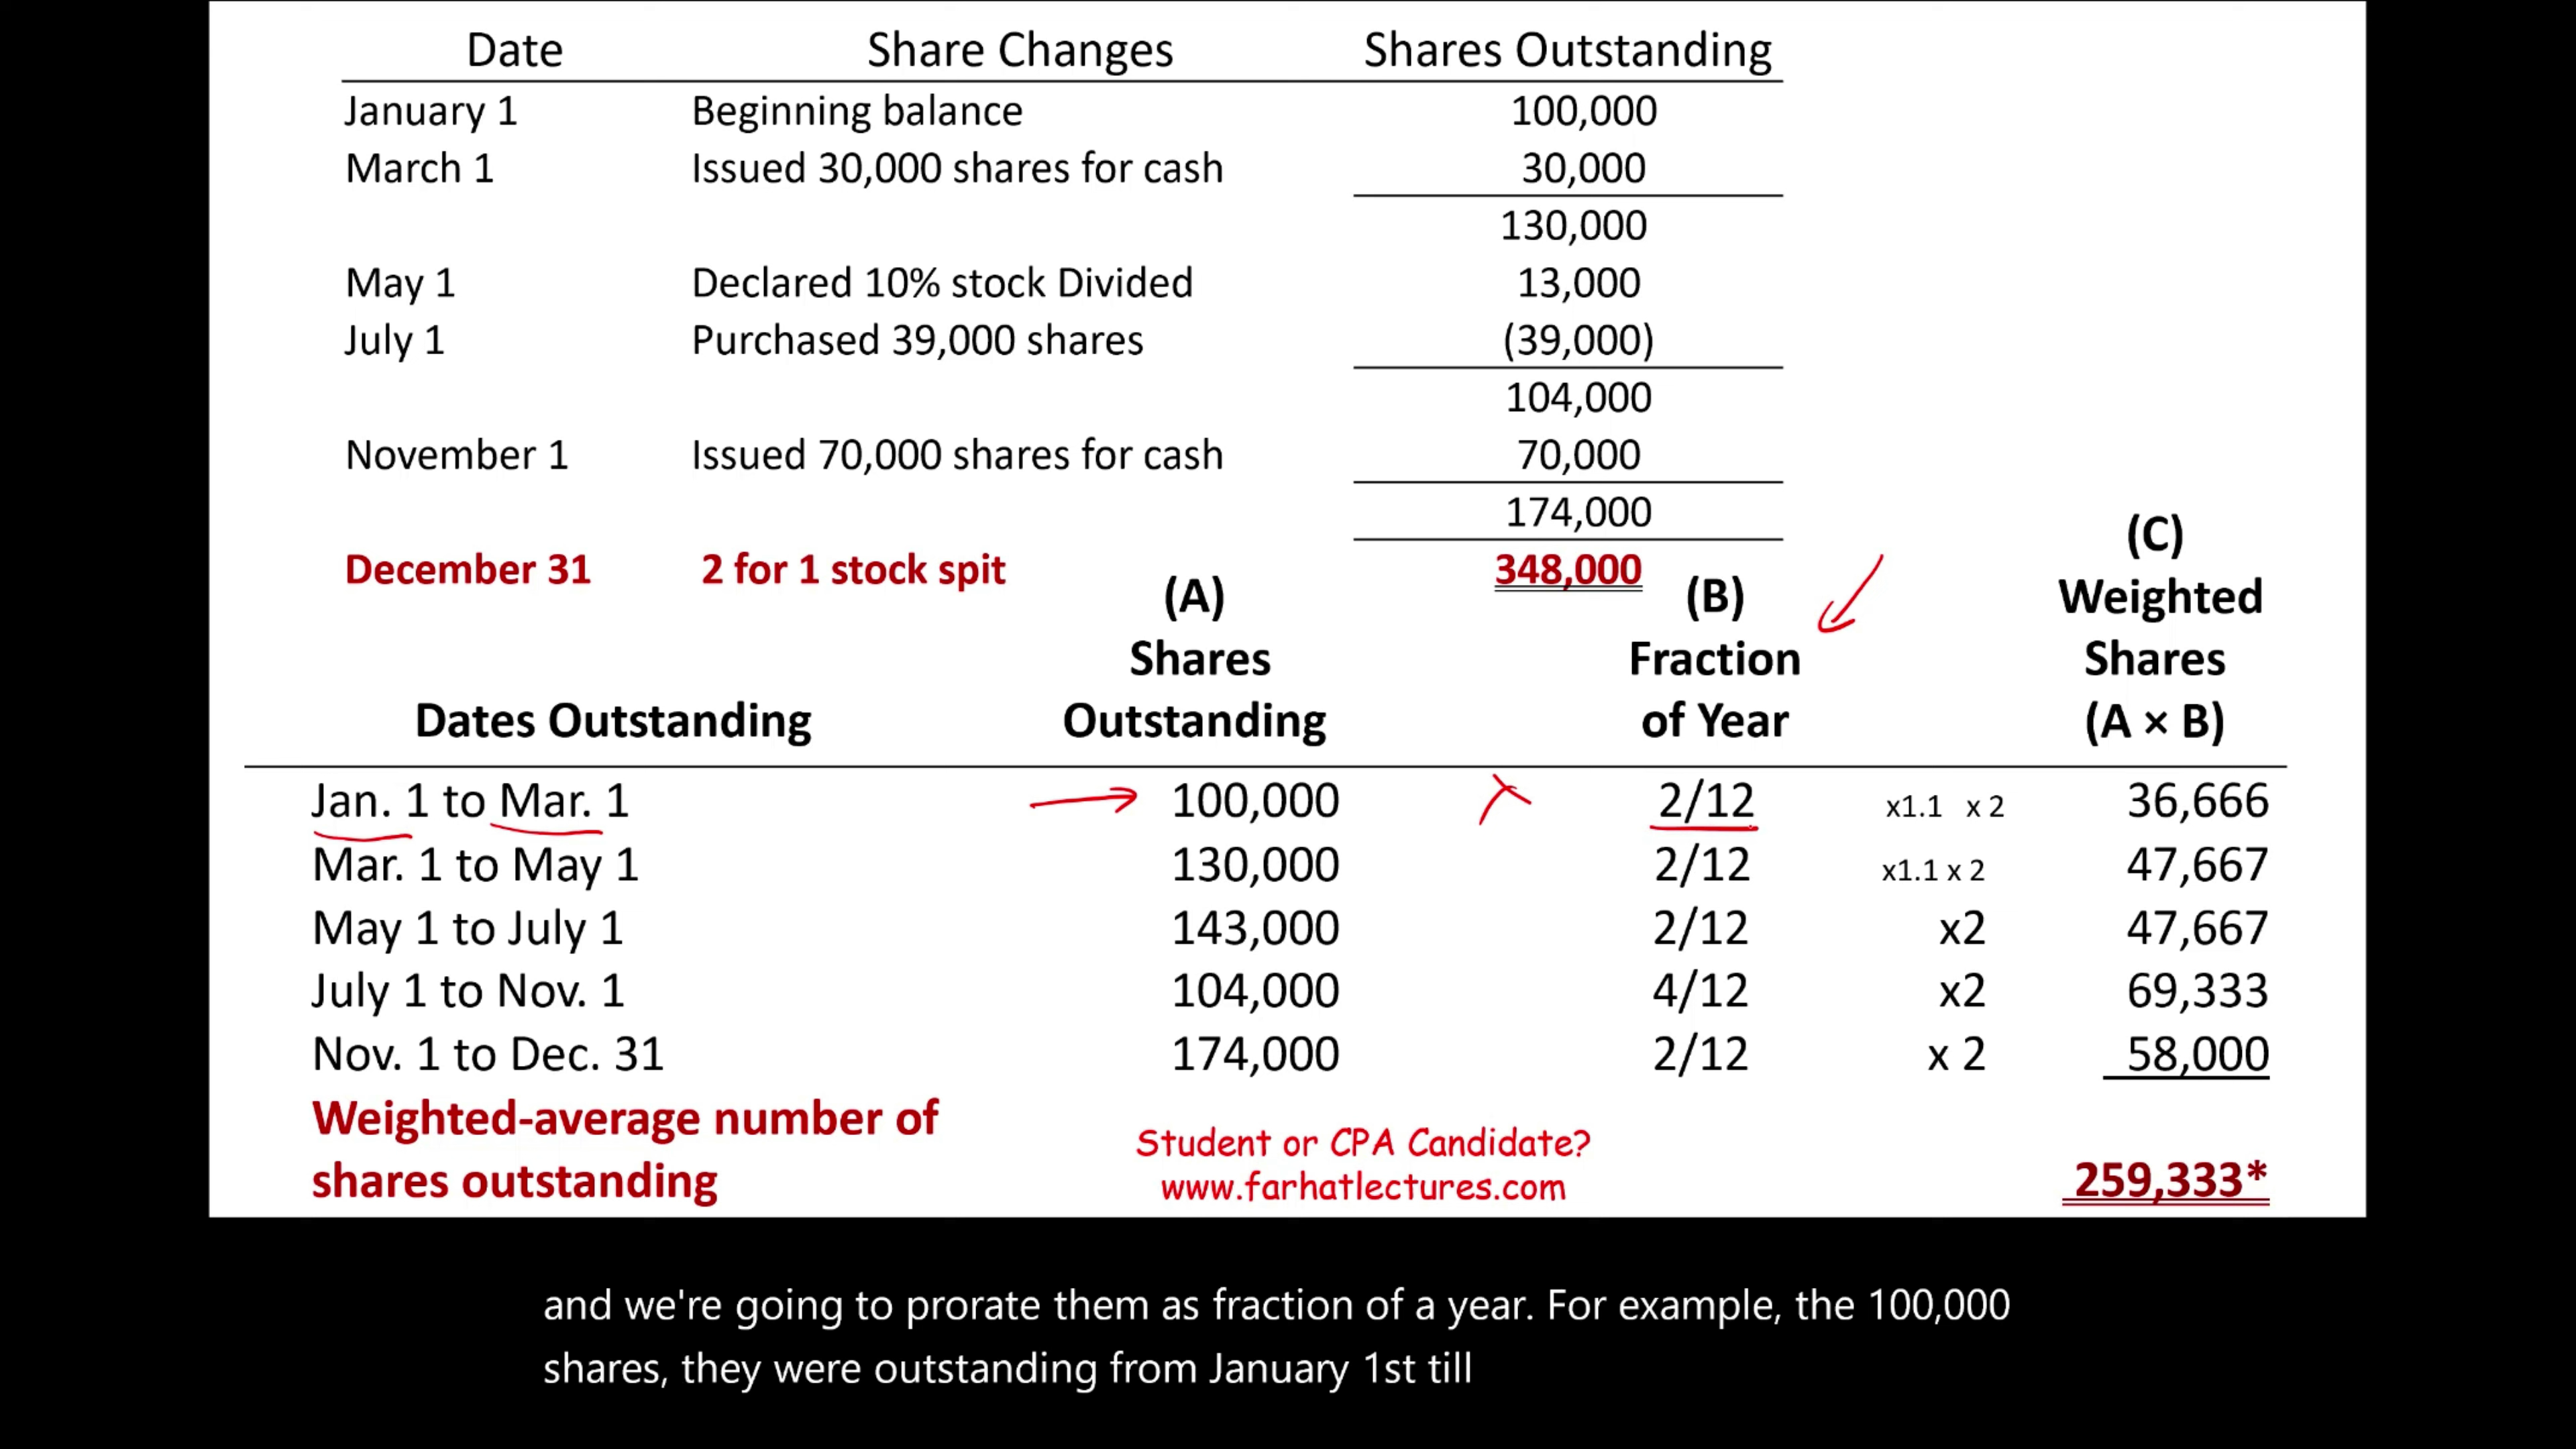 Date Share Changes Shares Outstanding
January 1 Beginning balance 100,000
March 1 Issued 30,000 shares for cash 30,000
130,000
May 1 Declared 10% stock Divided 13,000
July 1 Purchased 39,000 shares (39,000)
104,000
November 1 Issued 70,000 shares for cash 70,000
174,000
December 31 2 for 1 stock spit 348,000
(A) (B) (C)
Weighted
Shares Fraction Shares
Dates Outstanding Outstanding of Year (A × B)
Jan. 1 to Mar. 1 100,000 2/12 x1.1 x 2 36,666
Mar. 1 to May 1 130,000 2/12 x1.1 x 2 47,667
May 1 to July 1 143,000 2/12 x2 47,667
July 1 to Nov. 1 104,000 4/12 x2 69,333
Nov. 1 to Dec. 31 174,000 2/12 x 2 58,000
Weighted-average number of
shares outstanding 259,333*
Student or CPA Candidate?
www.farhatlectures.com
and we're going to prorate them as fraction of a year. For example, the 100,000
shares, they were outstanding from January 1st till